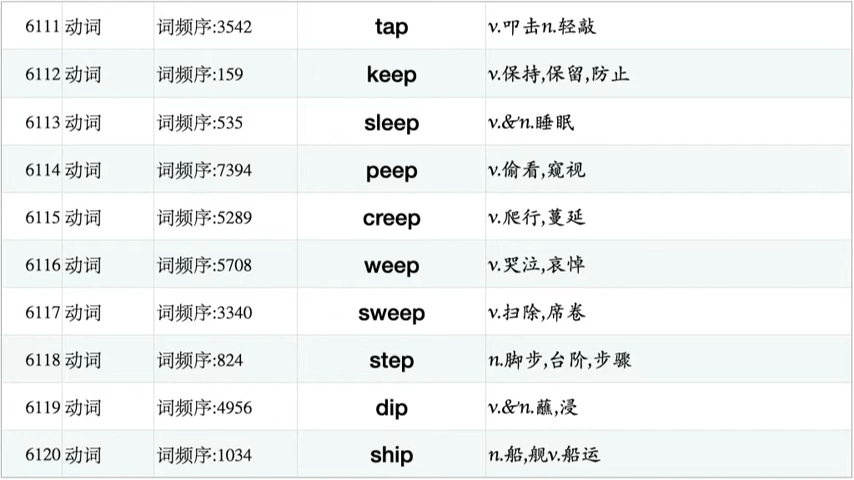 6111 动词 词频序:3542 tap v.叩击n.轻敲
6112 动词 词频序:159 keep v.保持,保留,防止
6113 动词 词频序:535 sleep v.&n.睡眠
6114 动词 词频序:7394 peep v.偷看,窥视
6115 动词 词频序:5289 creep v.爬行,蔓延
6116 动词 词频序:5708 weep v.哭泣,哀悼
6117 动词 词频序:3340 sweep v.扫除,席卷
6118 动词 词频序:824 step n.脚步,台阶,步骤
6119 动词 词频序:4956 dip v.&n.蘸,浸
6120 动词 词频序:1034 ship n.船,舰v.船运